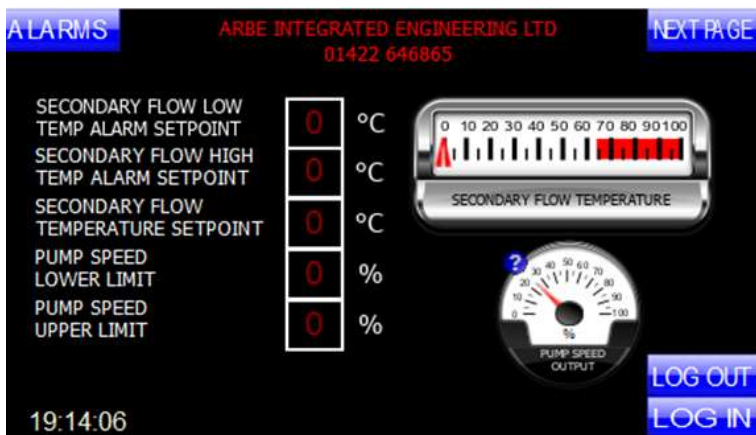 ALARMS
ARBE INTEGRATED ENGINEERING LTD
01422 646865
NEXT PAGE
SECONDARY FLOW LOW
TEMP ALARM SETPOINT
0 °C
SECONDARY FLOW HIGH
TEMP ALARM SETPOINT
0 °C
SECONDARY FLOW
TEMPERATURE SETPOINT
0 °C
PUMP SPEED
LOWER LIMIT
0 %
PUMP SPEED
UPPER LIMIT
0 %
0 10 20 30 40 50 60 70 80 90 100
SECONDARY FLOW TEMPERATURE
?
0 10 20 30 40 50 60 70 80 90 100
%
PUMP SPEED
OUTPUT
LOG OUT
LOG IN
19:14:06